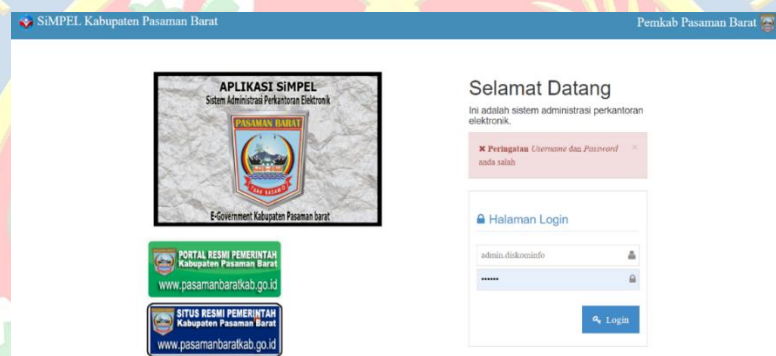 SiMPEL Kabupaten Pasaman Barat
Pemkab Pasaman Barat
APLIKASI SiMPEL
Sistem Administrasi Perkantoran Elektronik
PASAMAN BARAT
E-Government Kabupaten Pasaman barat
PORTAL RESMI PEMERINTAH
Kabupaten Pasaman Barat
www.pasamanbaratkab.go.id
SITUS RESMI PEMERINTAH
Kabupaten Pasaman Barat
www.pasamanbaratkab.go.id
Selamat Datang
Ini adalah sistem administrasi perkantoran
elektronik.
× Peringatan Username dan Password ×
anda salah
Halaman Login
admin.diskominfo
••••••
Login